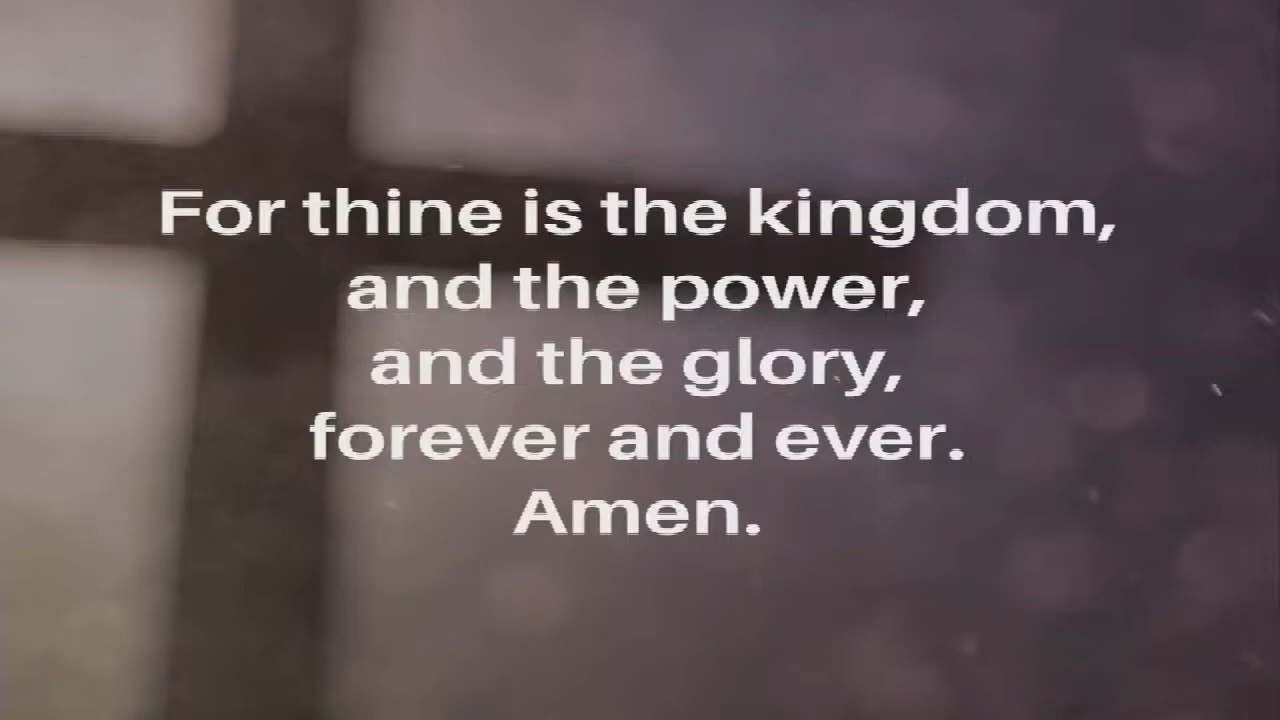 For thine is the kingdom,
and the power,
and the glory,
forever and ever.
Amen.